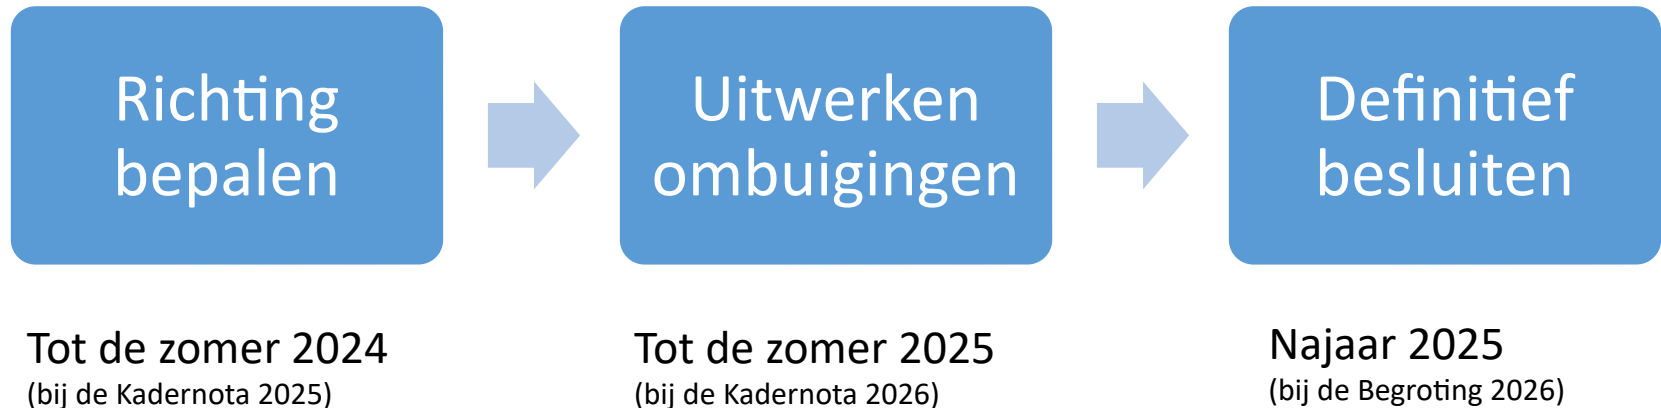 Richting
bepalen
Uitwerken
ombuigingen
Definitief
besluiten
Tot de zomer 2024
(bij de Kadernota 2025)
Tot de zomer 2025
(bij de Kadernota 2026)
Najaar 2025
(bij de Begroting 2026)